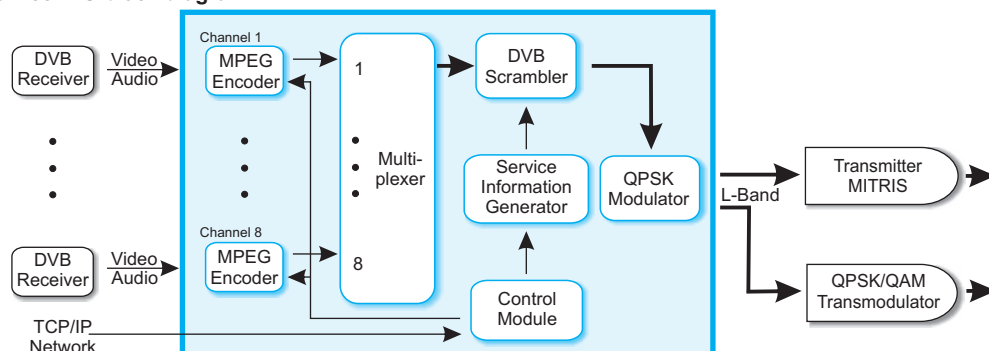 Channel 1
DVB
Receiver
Video
Audio
MPEG
Encoder
1
DVB
Scrambler
Multi-
plexer
Service
Information
Generator
QPSK
Modulator
L-Band
Transmitter
MITRIS
Channel 8
DVB
Receiver
Video
Audio
MPEG
Encoder
8
Control
Module
QPSK/QAM
Transmodulator
TCP/IP
Network